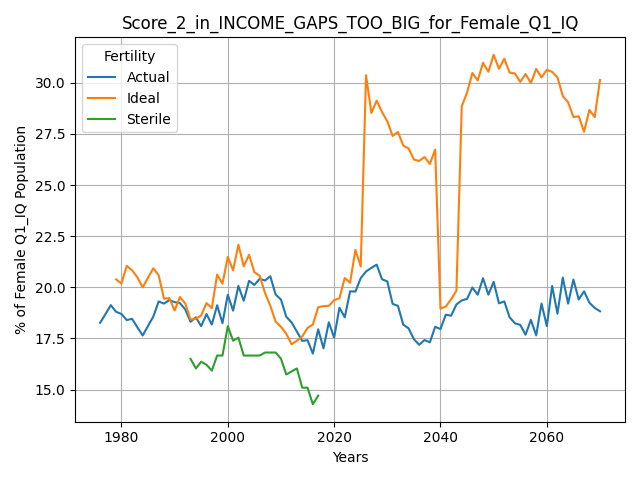 Score_2_in_INCOME_GAPS_TOO_BIG_for_Female_Q1_IQ
Fertility
Actual
Ideal
Sterile
% of Female Q1_IQ Population
30.0
27.5
25.0
22.5
20.0
17.5
15.0
1980
2000
2020
2040
2060
Years